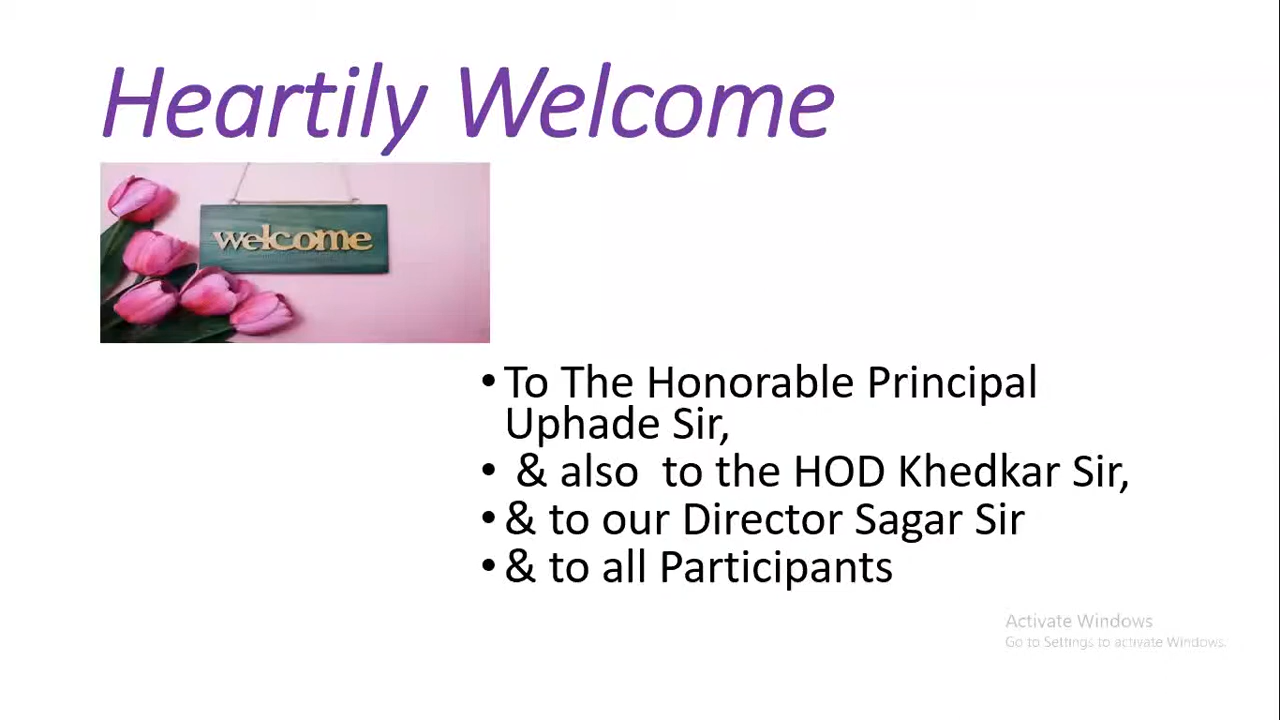 Heartily Welcome
welcome
• To The Honorable Principal
Uphade Sir,
• & also to the HOD Khedkar Sir,
• & to our Director Sagar Sir
• & to all Participants
Activate Windows
Go to Settings to activate Windows.